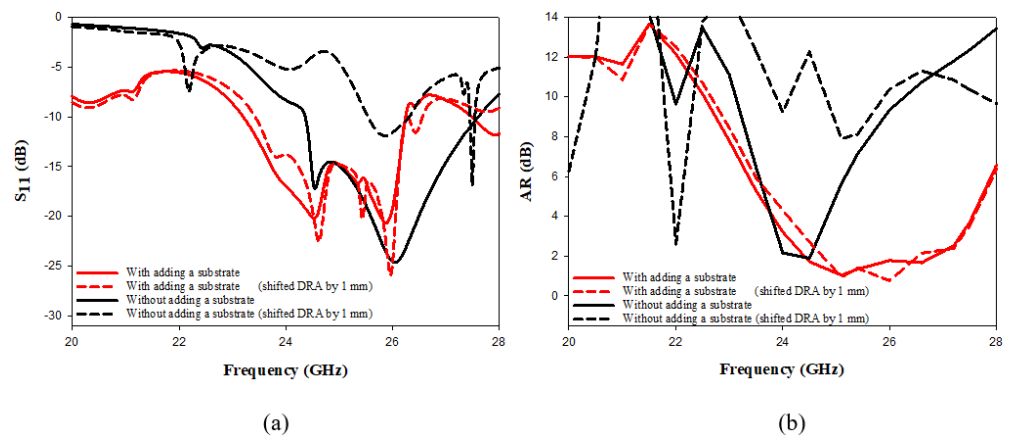 0
-5
-10
-15
-20
-25
-30
S11 (dB)
With adding a substrate
With adding a substrate (shifted DRA by 1 mm)
Without adding a substrate
Without adding a substrate (shifted DRA by 1 mm)
20 22 24 26 28
Frequency (GHz)
(a)
14
12
10
8
6
4
2
0
AR (dB)
With adding a substrate
With adding a substrate (shifted DRA by 1 mm)
Without adding a substrate
Without adding a substrate (shifted DRA by 1 mm)
20 22 24 26 28
Frequency (GHz)
(b)